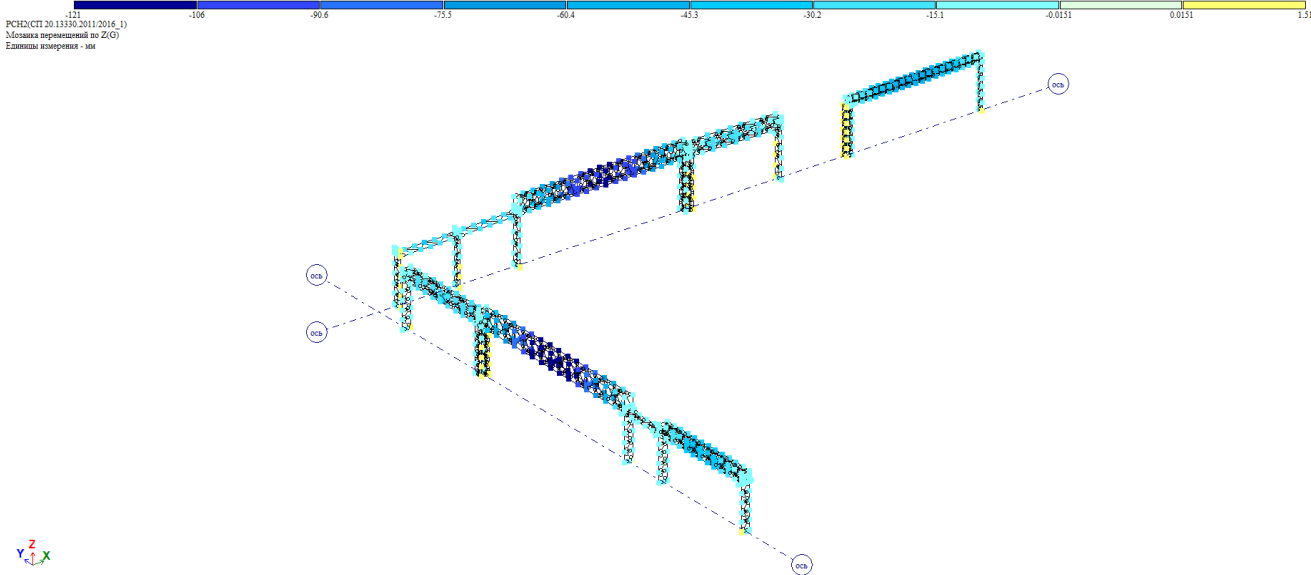 -121 -106 -90.6 -75.5 -60.4 -45.3 -30.2 -15.1 -0.0151 0.0151 1.51
РСН2(СП 20.13330.2011/2016_1)
Мозаика перемещений по Z(G)
Единицы измерения - мм
ось
ось
ось
ось
Z
Y X